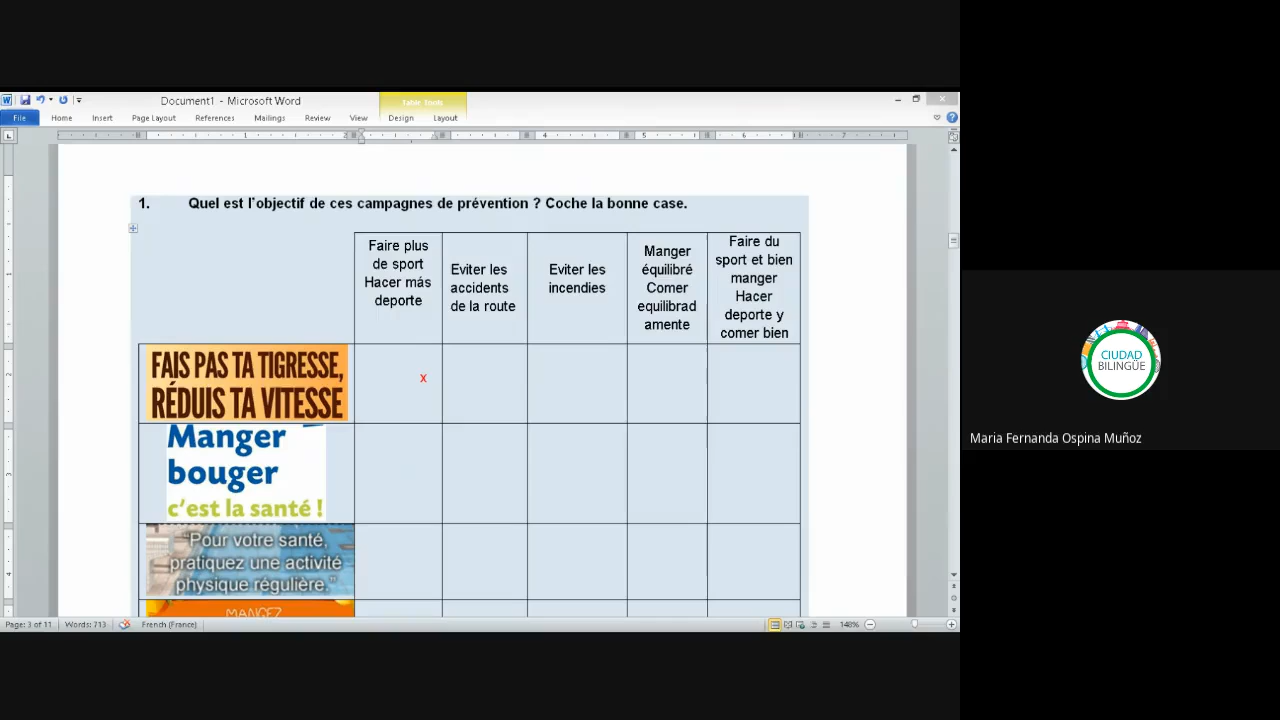 Document1 - Microsoft Word
Table Tools
File Home Insert Page Layout References Mailings Review View Design Layout
1. Quel est l'objectif de ces campagnes de prévention ? Coche la bonne case.
Faire plus
de sport
Hacer más
deporte
Eviter les
accidents
de la route
Eviter les
incendies
Manger
équilibré
Comer
equilibrad
amente
Faire du
sport et bien
manger
Hacer
deporte y
comer bien
FAIS PAS TA TIGRESSE,
RÉDUIS TA VITESSE
x
Manger
bouger
c'est la santé !
"Pour votre santé,
pratiquez une activité
physique régulière."
MANGEZ
Page: 3 of 11 Words: 713 French (France) 148%
CIUDAD
BILINGÜE
Maria Fernanda Ospina Muñoz